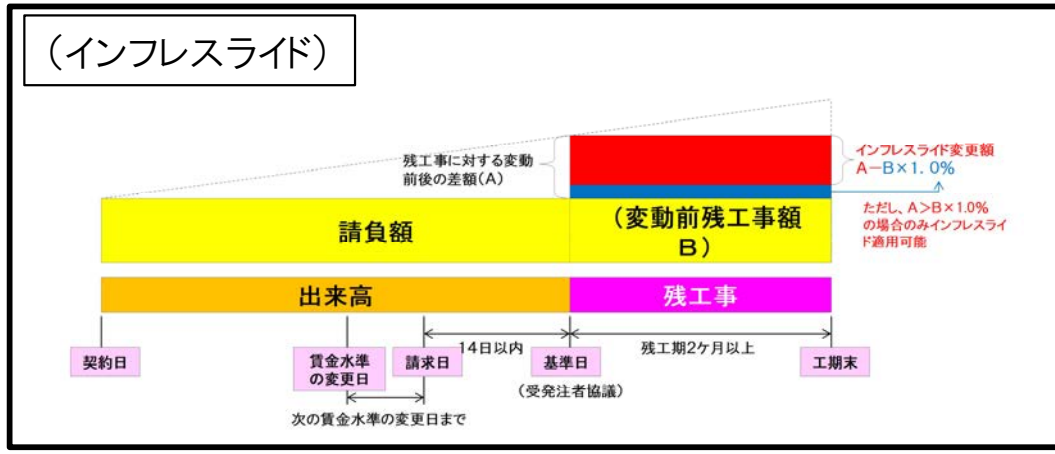 （インフレスライド）
残工事に対する変動
前後の差額（A）
インフレスライド変更額
A－B×1．0％
ただし、A＞B×1.0％
の場合のみインフレスライ
ド適用可能
請負額
（変動前残工事額
B）
出来高
残工事
14日以内
残工期2ケ月以上
契約日
賃金水準
の変更日
請求日
基準日
工期末
（受発注者協議）
次の賃金水準の変更日まで